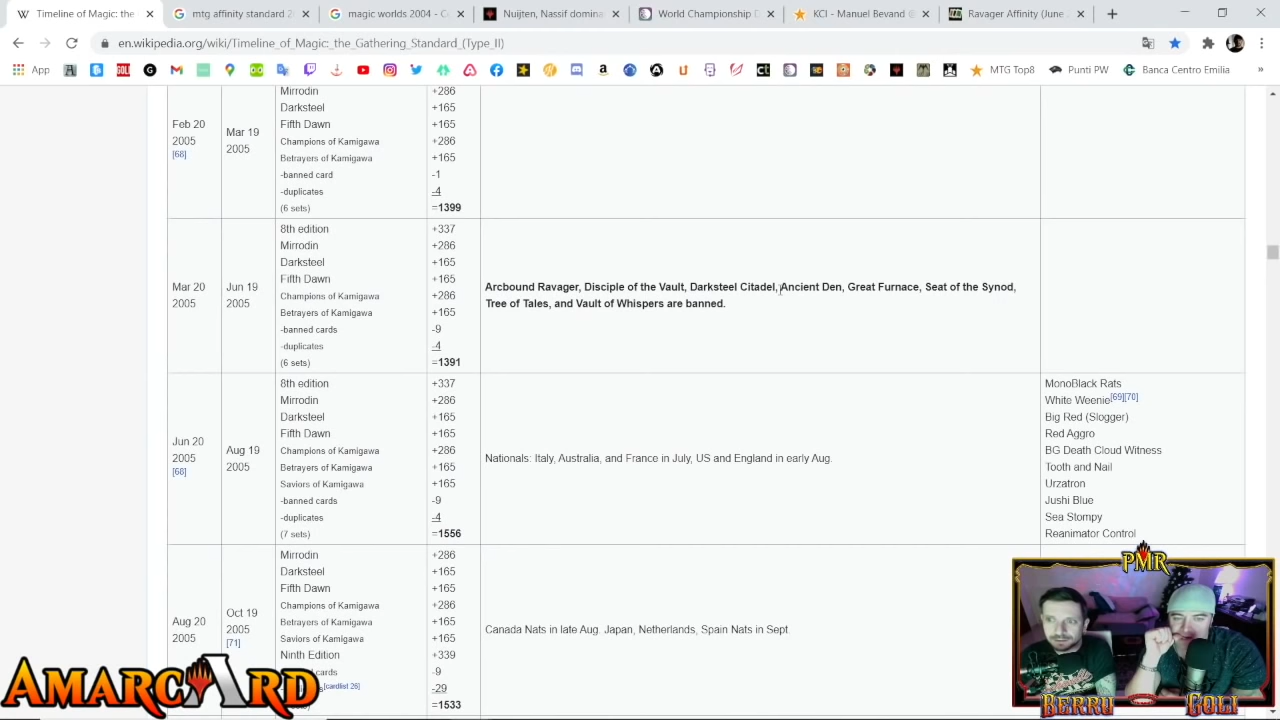 Timeline of Magic: the Gathering
mtg affinity standard 2
magic worlds 2004 - C
Nuijten, Nassif domina
World Championship D
KCI - Manuel Bevand
Ravager Affinity (June
en.wikipedia.org/wiki/Timeline_of_Magic:_the_Gathering_Standard_(Type_II)
App
MTG Top8
Punti PW
Banca Centro Emilia
»
Feb 20 2005 [68]
Mar 19 2005
Mirrodin +286
Darksteel +165
Fifth Dawn +165
Champions of Kamigawa +286
Betrayers of Kamigawa +165
-banned card -1
-duplicates -4
(6 sets) =1399
Mar 20 2005
Jun 19 2005
8th edition +337
Mirrodin +286
Darksteel +165
Fifth Dawn +165
Champions of Kamigawa +286
Betrayers of Kamigawa +165
-banned cards -9
-duplicates -4
(6 sets) =1391
Arcbound Ravager, Disciple of the Vault, Darksteel Citadel, Ancient Den, Great Furnace, Seat of the Synod,
Tree of Tales, and Vault of Whispers are banned.
Jun 20 2005 [68]
Aug 19 2005
8th edition +337
Mirrodin +286
Darksteel +165
Fifth Dawn +165
Champions of Kamigawa +286
Betrayers of Kamigawa +165
Saviors of Kamigawa +165
-banned cards -9
-duplicates -4
(7 sets) =1556
Nationals: Italy, Australia, and France in July, US and England in early Aug.
MonoBlack Rats
White Weenie[69][70]
Big Red (Slogger)
Red Aggro
BG Death Cloud Witness
Tooth and Nail
Urzatron
Jushi Blue
Sea Stompy
Reanimator Control
Aug 20 2005
Oct 19 2005 [71]
Mirrodin +286
Darksteel +165
Fifth Dawn +165
Champions of Kamigawa +286
Betrayers of Kamigawa +165
Saviors of Kamigawa +165
Ninth Edition +339
cards -9
[cardlist 26] -29
=1533
Canada Nats in late Aug. Japan, Netherlands, Spain Nats in Sept.
AMARCARD
PMR
BERRU
GOLI